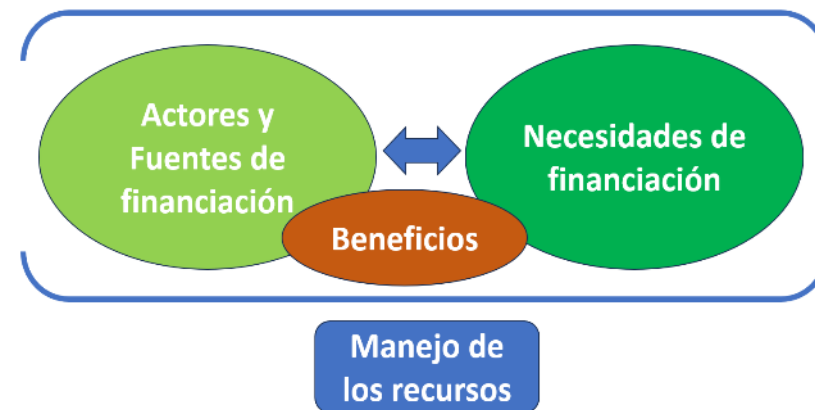 Actores y
Fuentes de
financiación
Necesidades de
financiación
Beneficios
Manejo de
los recursos